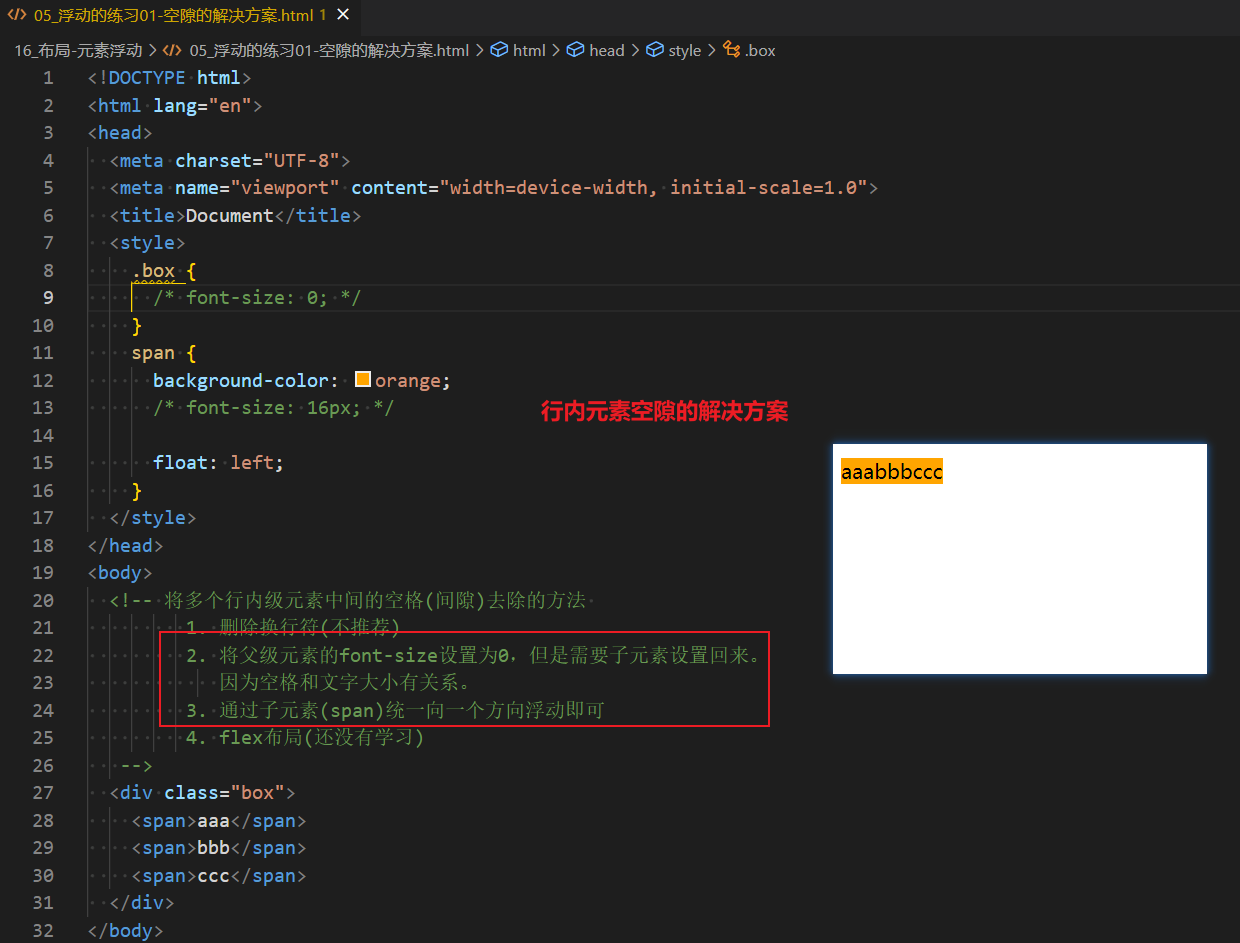 05_浮动的练习01-空隙的解决方案.html 1
16_布局-元素浮动 > 05_浮动的练习01-空隙的解决方案.html > html > head > style > .box
1 <!DOCTYPE html>
2 <html lang="en">
3 <head>
4 <meta charset="UTF-8">
5 <meta name="viewport" content="width=device-width, initial-scale=1.0">
6 <title>Document</title>
7 <style>
8 .box {
9 /* font-size: 0; */
10 }
11 span {
12 background-color: orange;
13 /* font-size: 16px; */
行内元素空隙的解决方案
14
15 float: left;
aaabbbccc
16 }
17 </style>
18 </head>
19 <body>
20 <!-- 将多个行内级元素中间的空格(间隙)去除的方法
21 1. 删除换行符(不推荐)
22 2. 将父级元素的font-size设置为0，但是需要子元素设置回来。
23 因为空格和文字大小有关系。
24 3. 通过子元素(span)统一向一个方向浮动即可
25 4. flex布局(还没有学习)
26 -->
27 <div class="box">
28 <span>aaa</span>
29 <span>bbb</span>
30 <span>ccc</span>
31 </div>
32 </body>